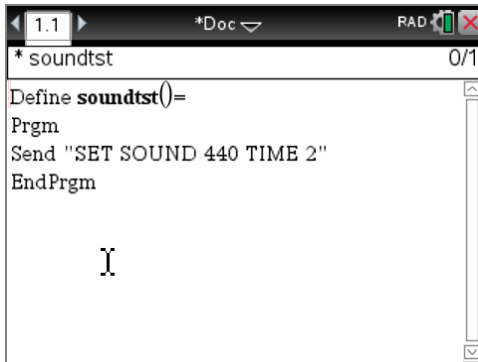 1.1 *Doc RAD
* soundtst 0/1
Define soundtst()=
Prgm
Send "SET SOUND 440 TIME 2"
EndPrgm